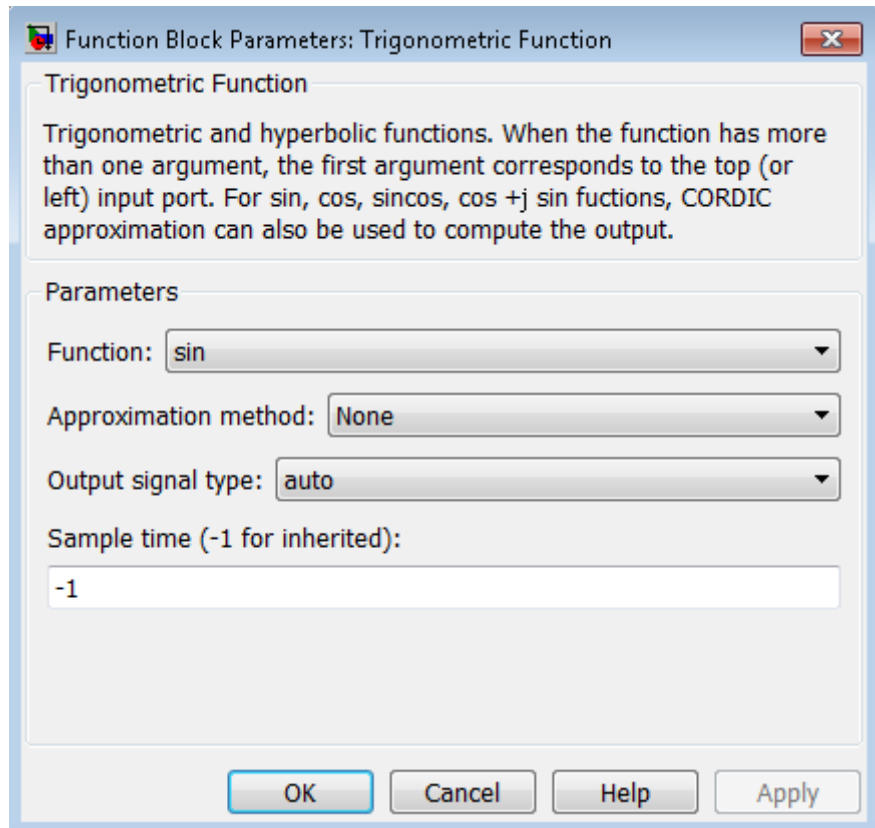 Function Block Parameters: Trigonometric Function
Trigonometric Function
Trigonometric and hyperbolic functions. When the function has more
than one argument, the first argument corresponds to the top (or
left) input port. For sin, cos, sincos, cos +j sin fuctions, CORDIC
approximation can also be used to compute the output.
Parameters
Function: sin
Approximation method: None
Output signal type: auto
Sample time (-1 for inherited):
-1
OK Cancel Help Apply